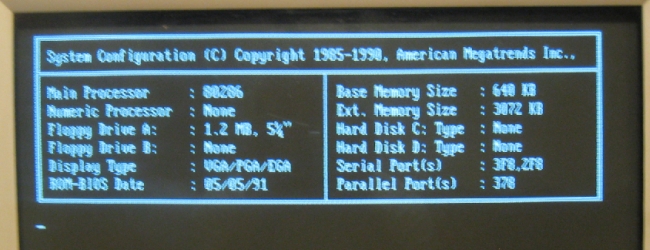 System Configuration (C) Copyright 1985-1990, American Megatrends Inc.,
Main Processor : 80286
Numeric Processor : None
Floppy Drive A: : 1.2 MB, 5¼"
Floppy Drive B: : None
Display Type : VGA/PGA/EGA
ROM-BIOS Date : 05/05/91
Base Memory Size : 640 KB
Ext. Memory Size : 3072 KB
Hard Disk C: Type : None
Hard Disk D: Type : None
Serial Port(s) : 3F8,2F8
Parallel Port(s) : 378